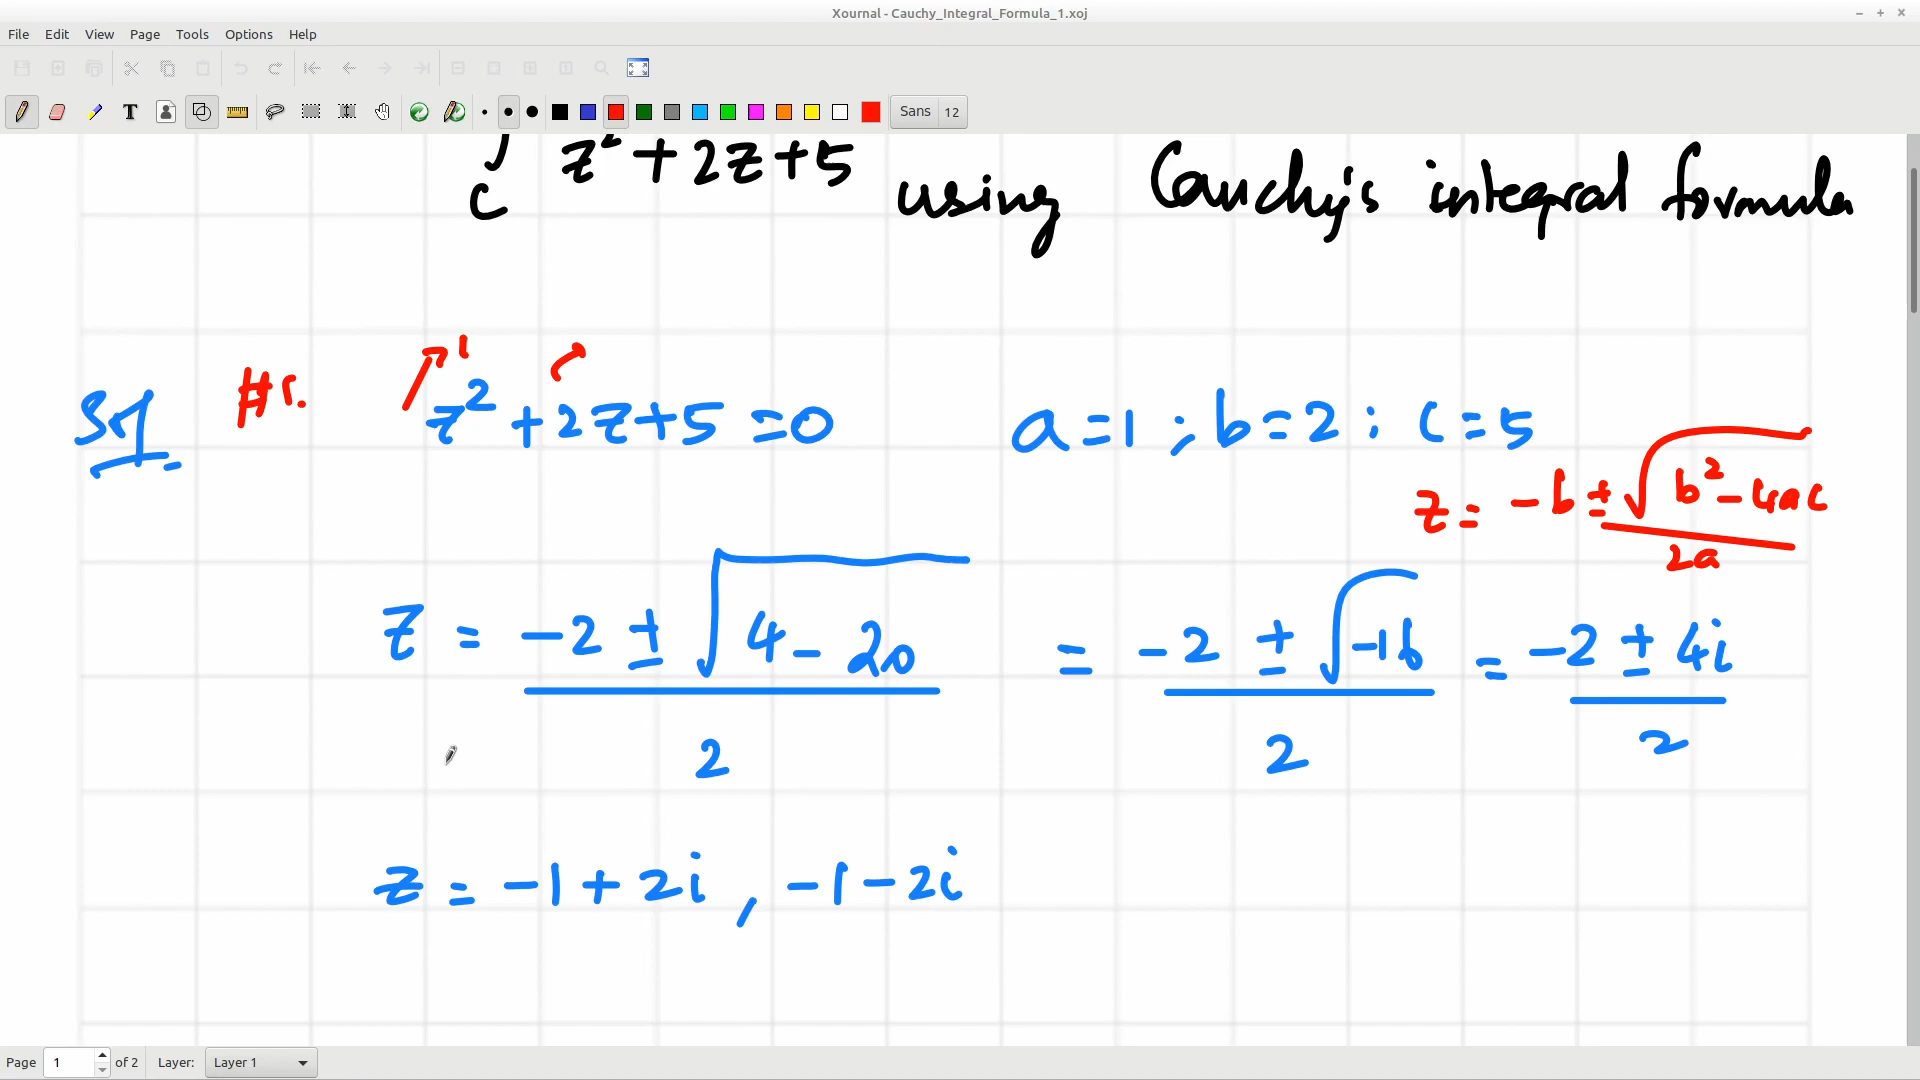 Xournal - Cauchy_Integral_Formula_1.xoj
File Edit View Page Tools Options Help
Sans 12
∫ z² + 2z + 5
C
using Cauchy's integral formula
Sol #1. z² + 2z + 5 = 0 a = 1 ; b = 2 ; c = 5
1
z = -b ± √(b² - 4ac) / 2a
z = (-2 ± √(4 - 20)) / 2 = (-2 ± √(-16)) / 2 = (-2 ± 4i) / 2
z = -1 + 2i , -1 - 2i
Page 1 of 2 Layer: Layer 1